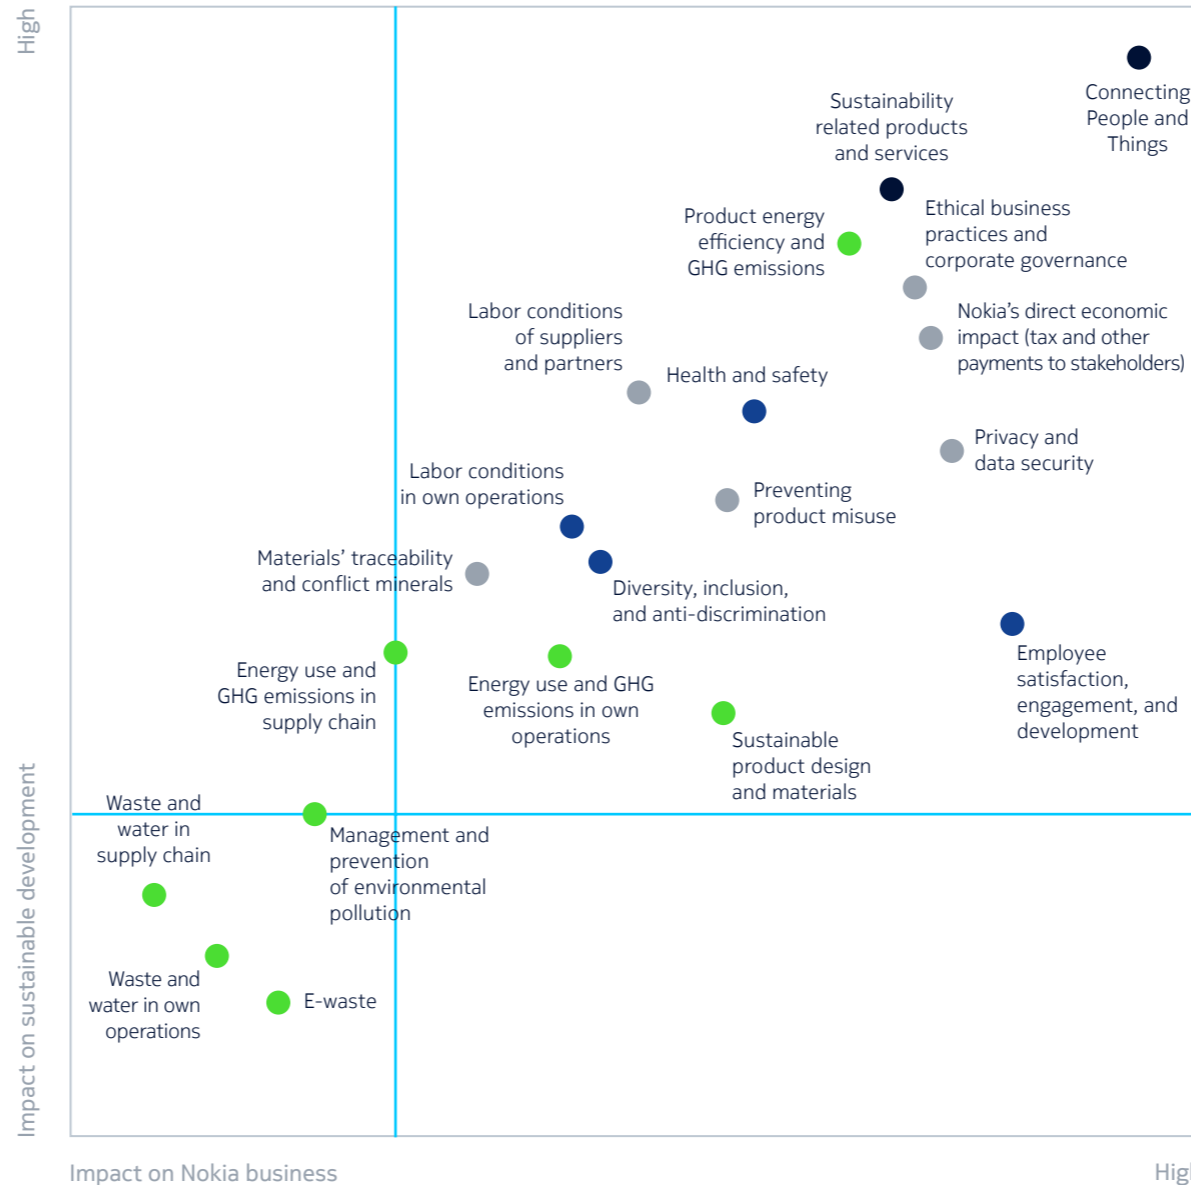 High
Connecting
People and
Things
Sustainability
related products
and services
Ethical business
practices and
corporate governance
Product energy
efficiency and
GHG emissions
Nokia’s direct economic
impact (tax and other
payments to stakeholders)
Labor conditions
of suppliers
and partners
Health and safety
Privacy and
data security
Labor conditions
in own operations
Preventing
product misuse
Materials’ traceability
and conflict minerals
Diversity, inclusion,
and anti-discrimination
Employee
satisfaction,
engagement, and
development
Energy use and
GHG emissions in
supply chain
Energy use and GHG
emissions in own
operations
Sustainable
product design
and materials
Waste and
water in
supply chain
Management and
prevention
of environmental
pollution
Waste and
water in own
operations
E-waste
Impact on sustainable development
Impact on Nokia business